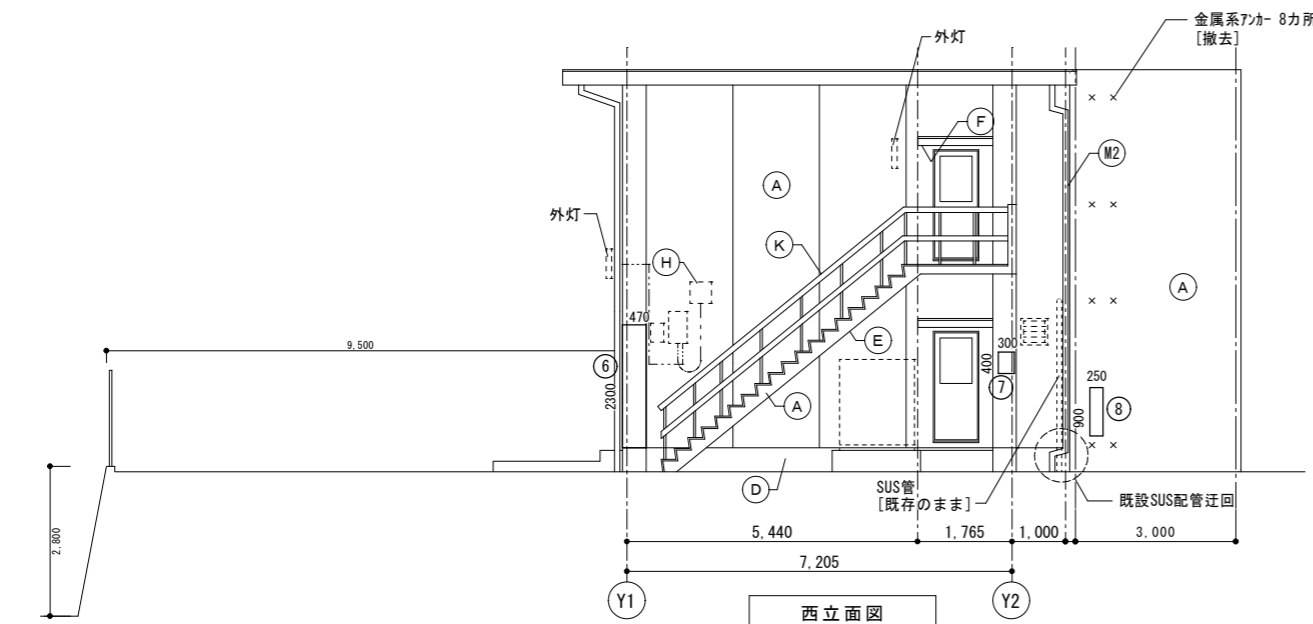 金属系ｱﾝｶｰ 8カ所
[撤去]
外灯
F
M2
A
外灯
K
H
A
470
9,500
E
300
400
6
7
250
2300
A
8
900
D
SUS管
[既存のまま]
既設SUS配管迂回
2,800
5,440
1,765
1,000
3,000
7,205
Y1
Y2
西立面図